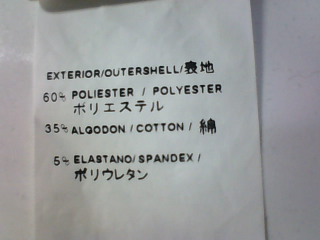 EXTERIOR/OUTERSHELL/表地
60% POLIESTER / POLYESTER
ポリエステル
35% ALGODON/COTTON/ 綿
5% ELASTANO/SPANDEX/
ポリウレタン